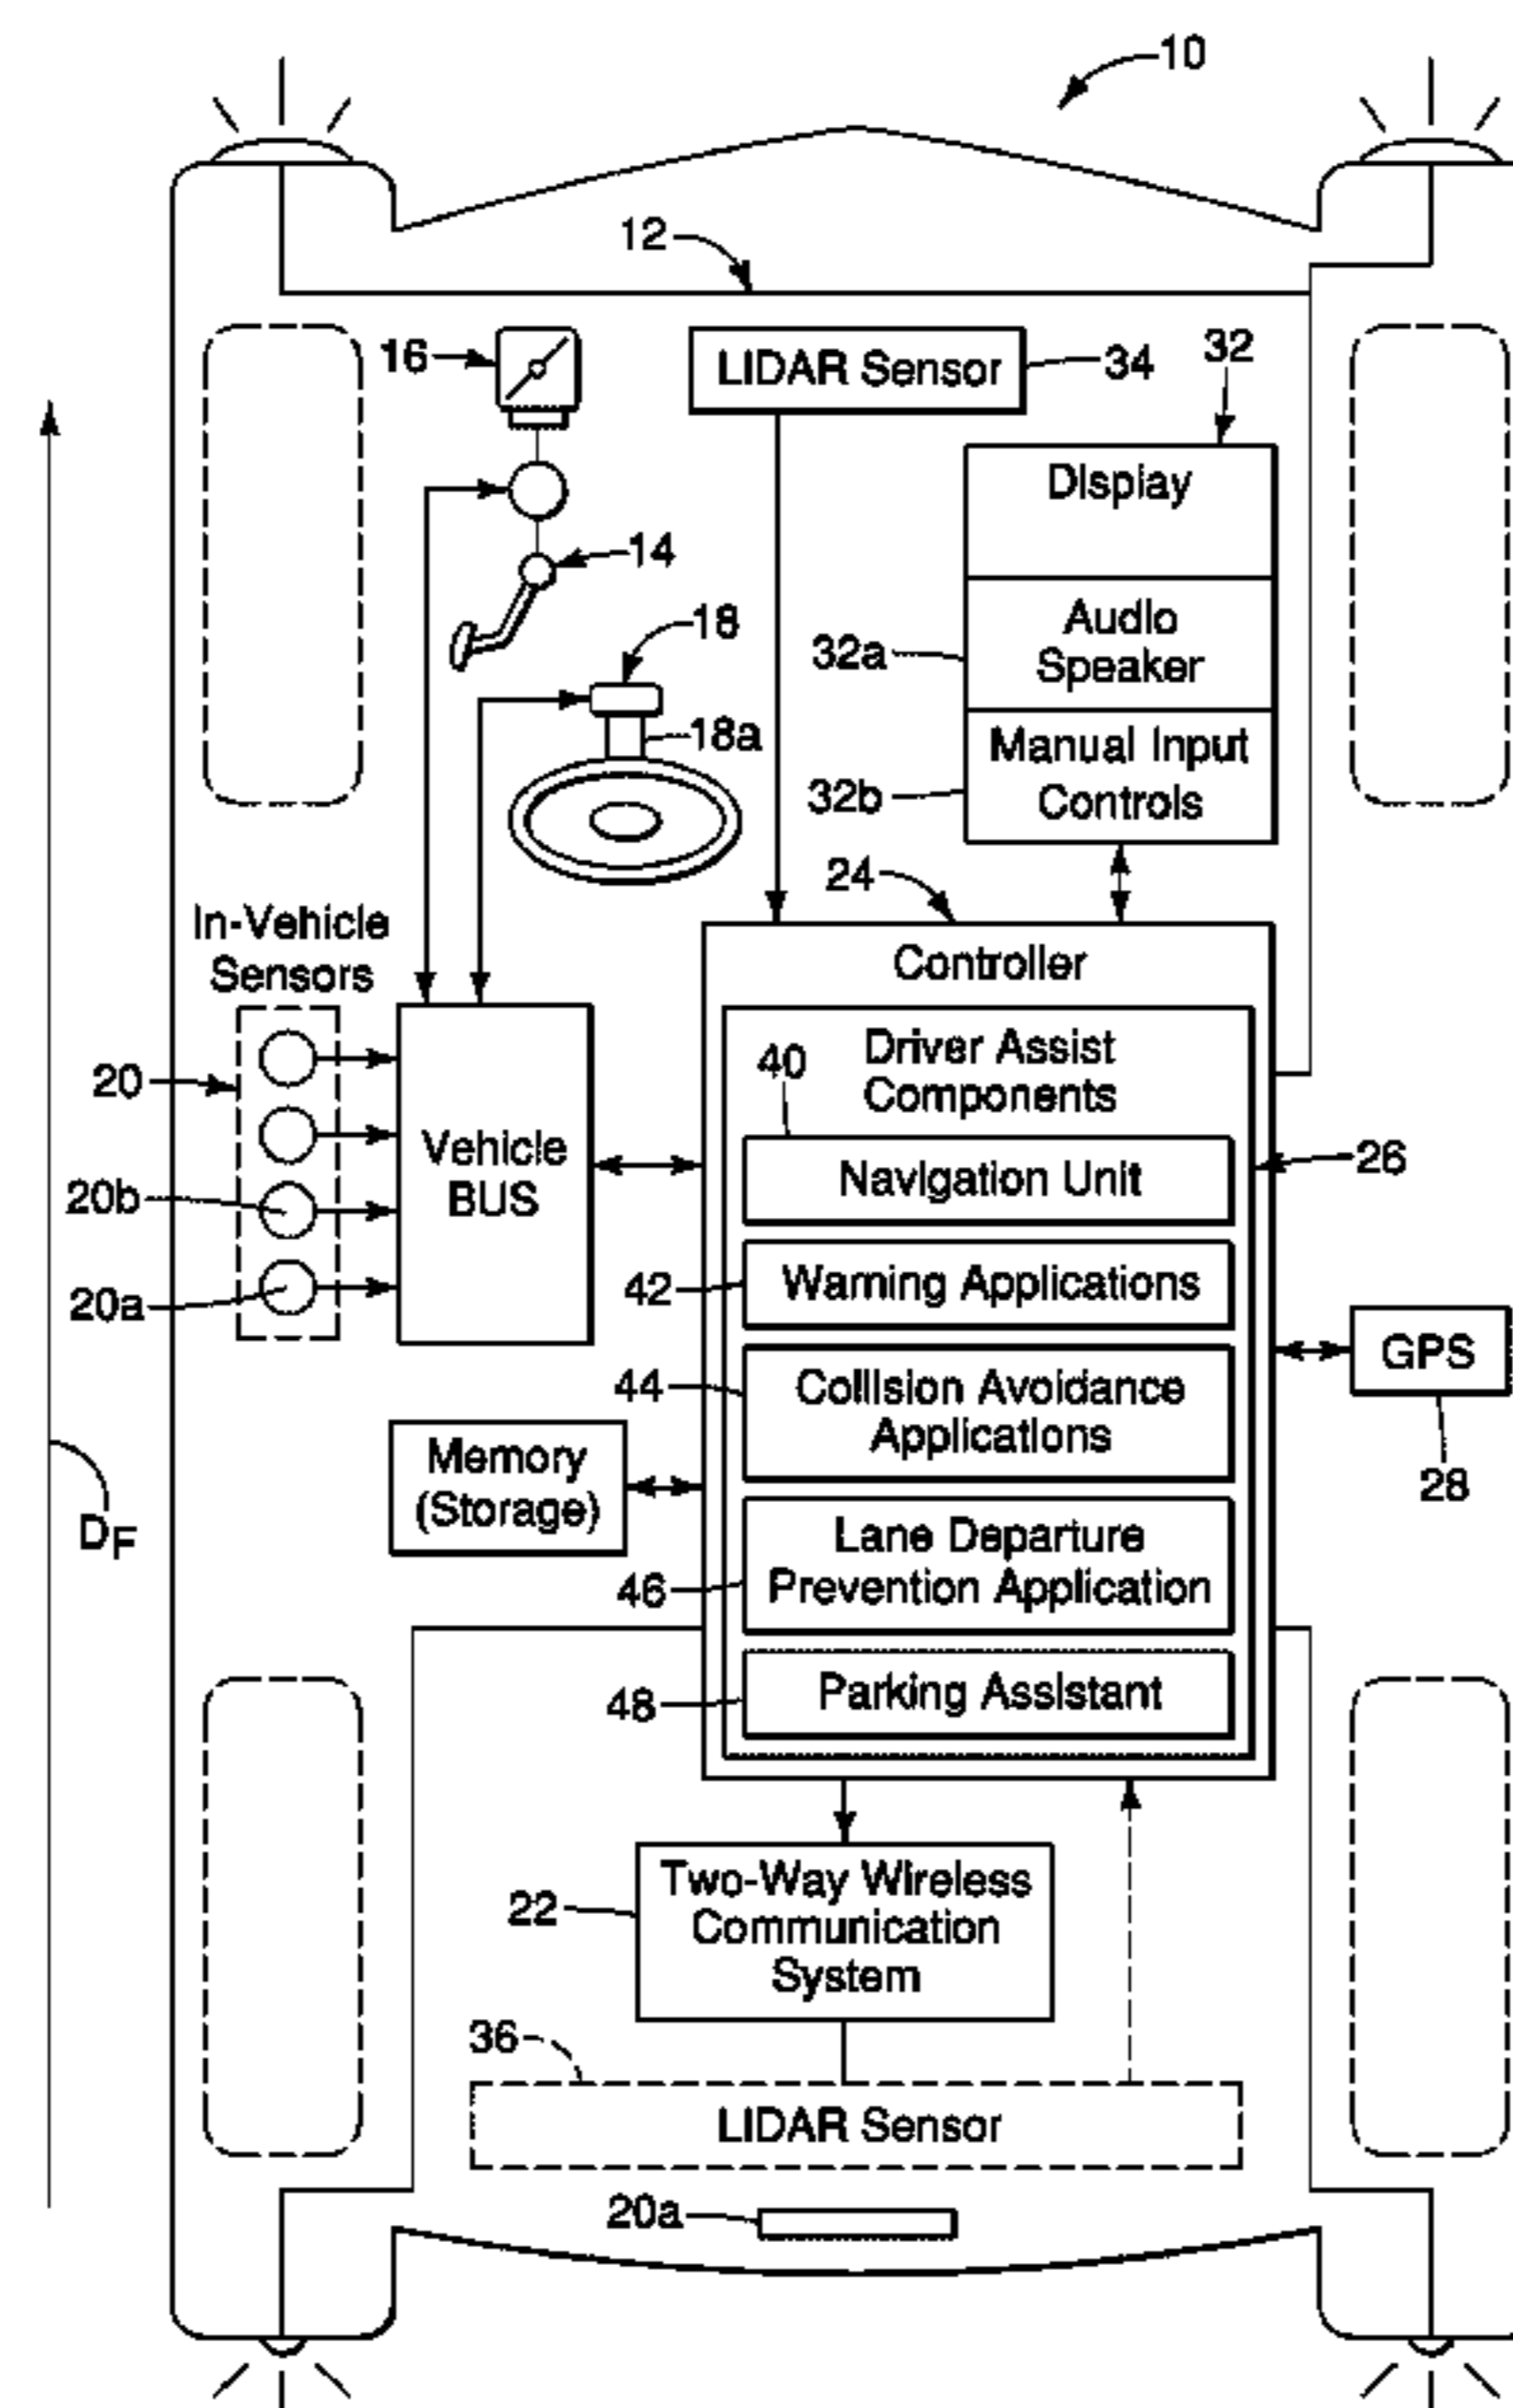 10
12
16
LIDAR Sensor
34
32
Display
14
18
Audio
Speaker
32a
18a
Manual Input
Controls
32b
24
In-Vehicle
Sensors
Controller
Driver Assist
Components
40
20
Vehicle
BUS
Navigation Unit
26
20b
Warning Applications
42
20a
GPS
Collision Avoidance
Applications
44
Memory
(Storage)
28
DF
Lane Departure
Prevention Application
46
Parking Assistant
48
Two-Way Wireless
Communication
System
22
36
LIDAR Sensor
20a